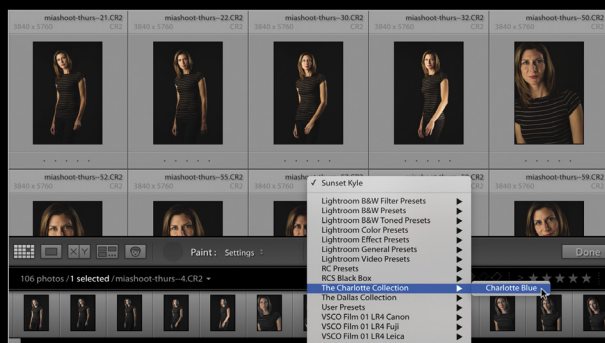 miashoot-thurs--21.CR2
3840 x 5760 CR2
miashoot-thurs--22.CR2
3840 x 5760 CR2
miashoot-thurs--30.CR2
3840 x 5760 CR2
miashoot-thurs--32.CR2
3840 x 5760 CR2
miashoot-thurs--50.CR2
3840 x 5760 CR2
miashoot-thurs--52.CR2
3840 x 5760 CR2
miashoot-thurs--55.CR2
3840 x 5760 CR2
3840 x 5760
CR2
miashoot-thurs--59.CR2
3840 x 5760 CR2
✓ Sunset Kyle
Lightroom B&W Filter Presets
Lightroom B&W Presets
Lightroom B&W Toned Presets
Lightroom Color Presets
Lightroom Effect Presets
Lightroom General Presets
Lightroom Video Presets
RC Presets
RCS Black Box
The Charlotte Collection
Charlotte Blue
The Dallas Collection
User Presets
VSCO Film 01 LR4 Canon
VSCO Film 01 LR4 Fuji
VSCO Film 01 LR4 Leica
X Y
Paint : Settings
Done
106 photos / 1 selected / miashoot-thurs--4.CR2
≥ ★ ★ ★ ★ ★